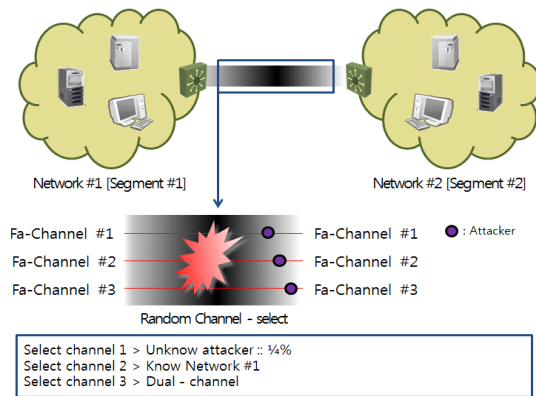 Network #1 [Segment #1]
Network #2 [Segment #2]
Fa-Channel #1
Fa-Channel #1
: Attacker
Fa-Channel #2
Fa-Channel #2
Fa-Channel #3
Fa-Channel #3
Random Channel - select
Select channel 1 > Unknow attacker :: ¼%
Select channel 2 > Know Network #1
Select channel 3 > Dual - channel